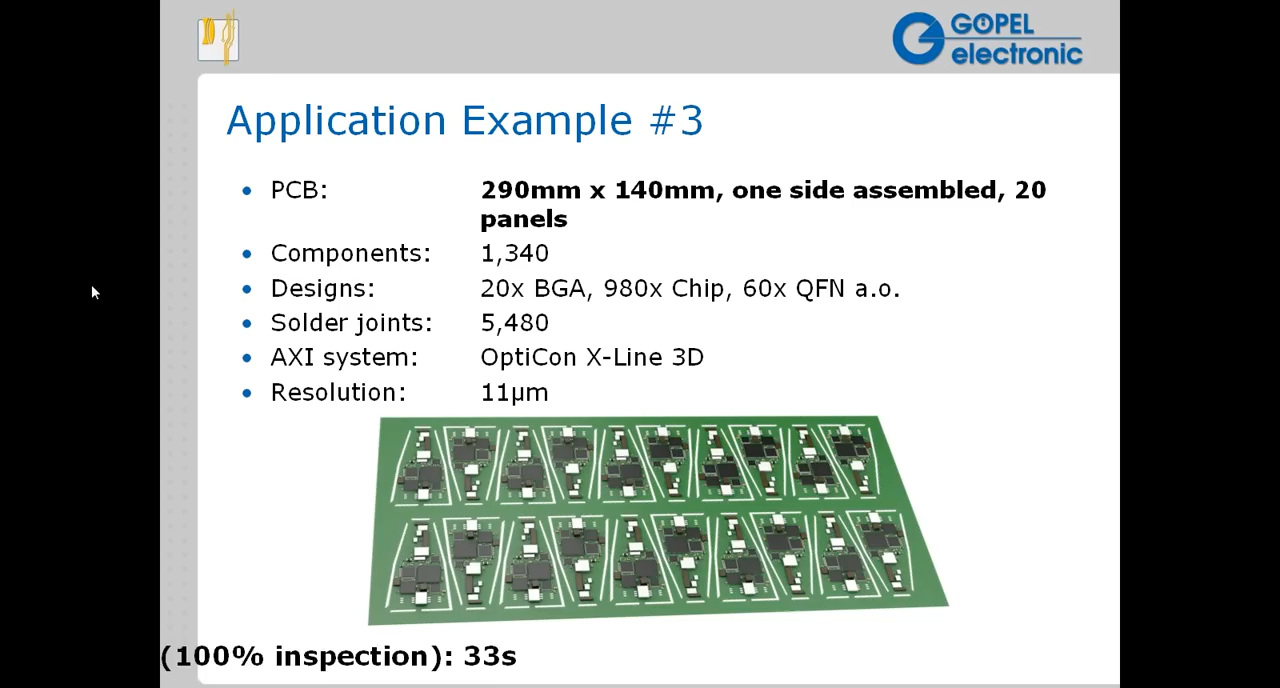 GÖPEL
electronic
Application Example #3
• PCB: 290mm x 140mm, one side assembled, 20
panels
• Components: 1,340
• Designs: 20x BGA, 980x Chip, 60x QFN a.o.
• Solder joints: 5,480
• AXI system: OptiCon X-Line 3D
• Resolution: 11µm
(100% inspection): 33s